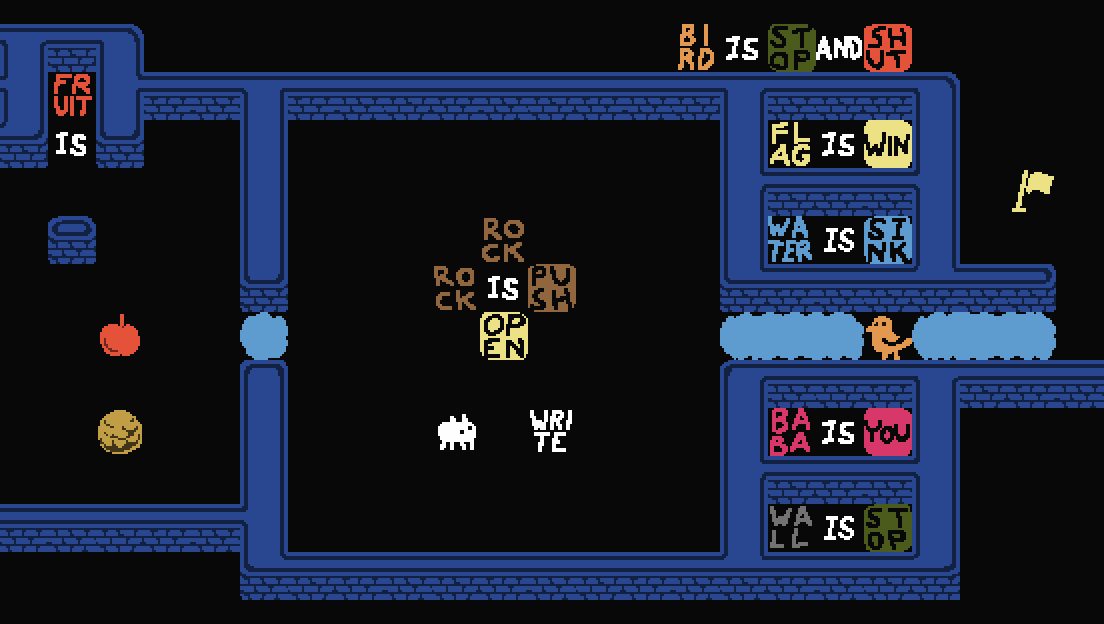 BIRD IS STOP AND SHUT
FRUIT
IS
FLAG IS WIN
WATER IS SINK
ROCK
ROCK IS PUSH
OPEN
BABA IS YOU
WRITE
WALL IS STOP